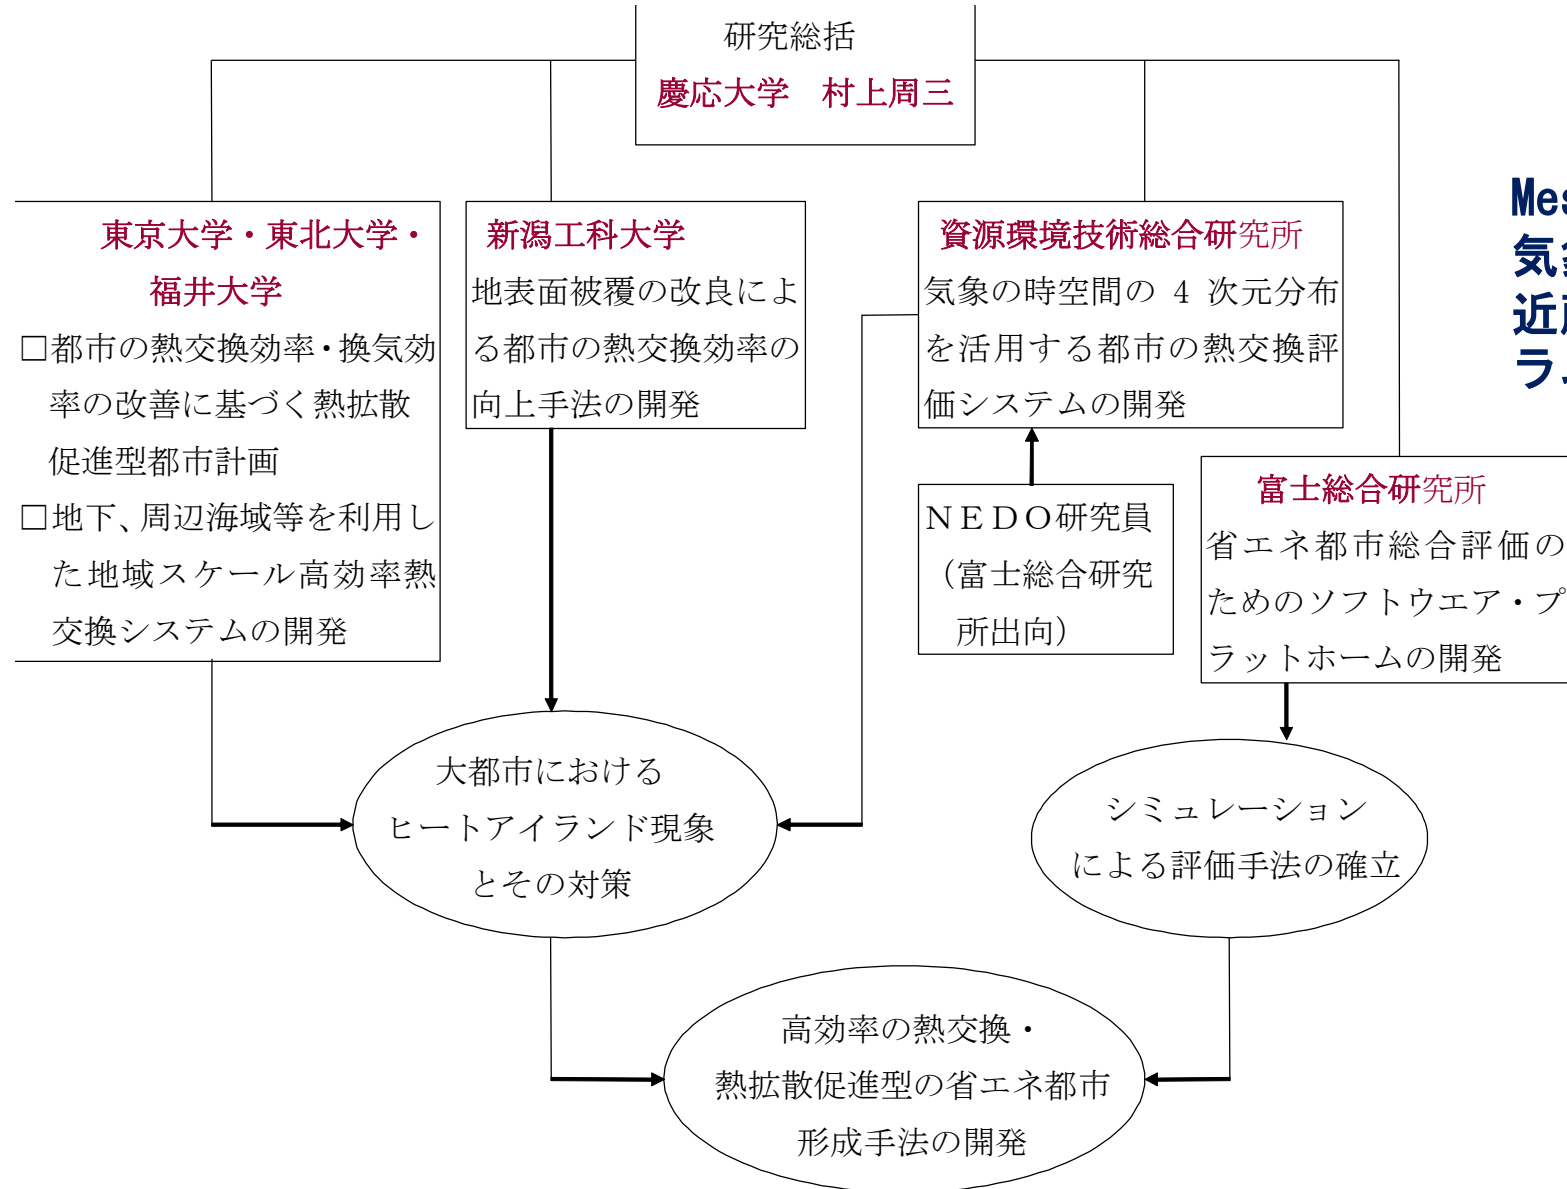 研究総括
慶応大学　村上周三
東京大学・東北大学・
福井大学
□都市の熱交換効率・換気効
率の改善に基づく熱拡散
促進型都市計画
□地下、周辺海域等を利用し
た地域スケール高効率熱
交換システムの開発
新潟工科大学
地表面被覆の改良によ
る都市の熱交換効率の
向上手法の開発
資源環境技術総合研究所
気象の時空間の 4 次元分布
を活用する都市の熱交換評
価システムの開発
ＮＥＤＯ研究員
（富士総合研究
所出向）
富士総合研究所
省エネ都市総合評価の
ためのソフトウエア・プ
ラットホームの開発
大都市における
ヒートアイランド現象
とその対策
シミュレーション
による評価手法の確立
高効率の熱交換・
熱拡散促進型の省エネ都市
形成手法の開発